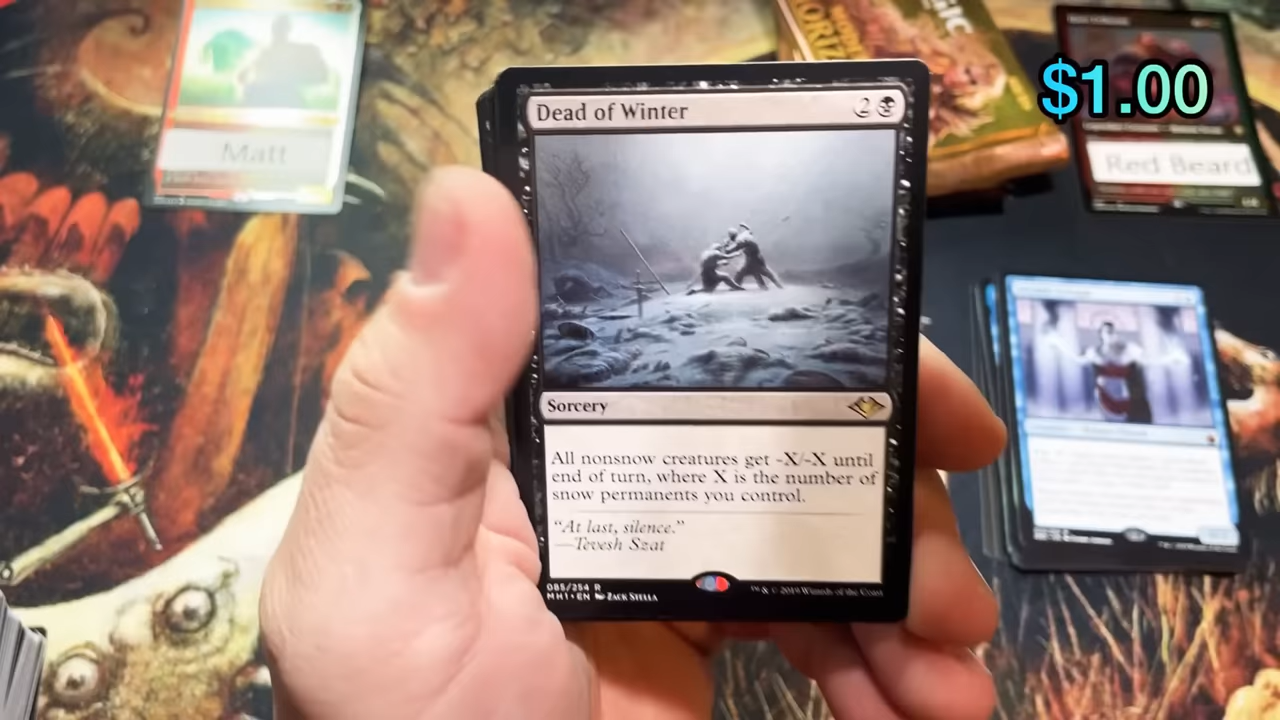 $1.00
Matt
Red Beard
Dead of Winter 2
Sorcery
All nonsnow creatures get -X/-X until
end of turn, where X is the number of
snow permanents you control.
“At last, silence.”
—Tevesh Szat
085/254 R
MH1 • EN ZACK STELLA
™ & © 2019 Wizards of the Coast